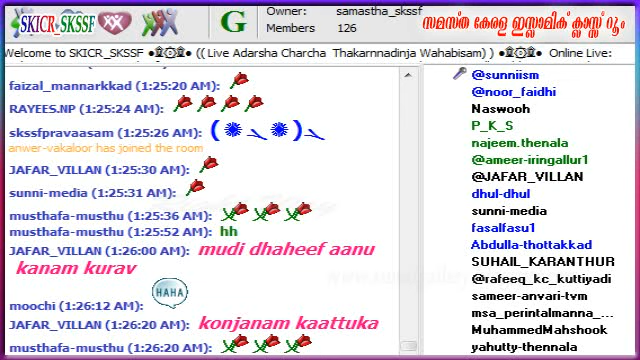 SKICR_SKSSF
G
Owner: samastha_skssf
Members 126
സമസ്ത കേരള ഇസ്ലാമിക് ക്ലാസ്സ് റൂം
Welcome to SKICR_SKSSF ●۩۞۩● (( Live Adarsha Charcha Thakarnnadinja Wahabisam) ) ●۩۞۩● Online Live:
faizal_mannarkkad (1:25:20 AM):
RAYEES.NP (1:25:24 AM):
skssfpravaasam (1:25:26 AM):
anwer-vakaloor has joined the room
JAFAR_VILLAN (1:25:30 AM):
sunni-media (1:25:31 AM):
musthafa-musthu (1:25:36 AM):
musthafa-musthu (1:25:52 AM): hh
JAFAR_VILLAN (1:26:00 AM): mudi dhaheef aanu
kanam kurav
HAHA
moochi (1:26:12 AM):
JAFAR_VILLAN (1:26:20 AM): konjanam kaattuka
musthafa-musthu (1:26:20 AM):
@sunniism
@noor_faidhi
Naswooh
P_K_S
najeem.thenala
@ameer-iringallur1
@JAFAR_VILLAN
dhul-dhul
sunni-media
fasalfasu1
Abdulla-thottakkad
SUHAIL_KARANTHUR
@rafeeq_kc_kuttiyadi
sameer-anvari-tvm
msa_perintalmanna_...
MuhammedMahshook
yahutty-thennala